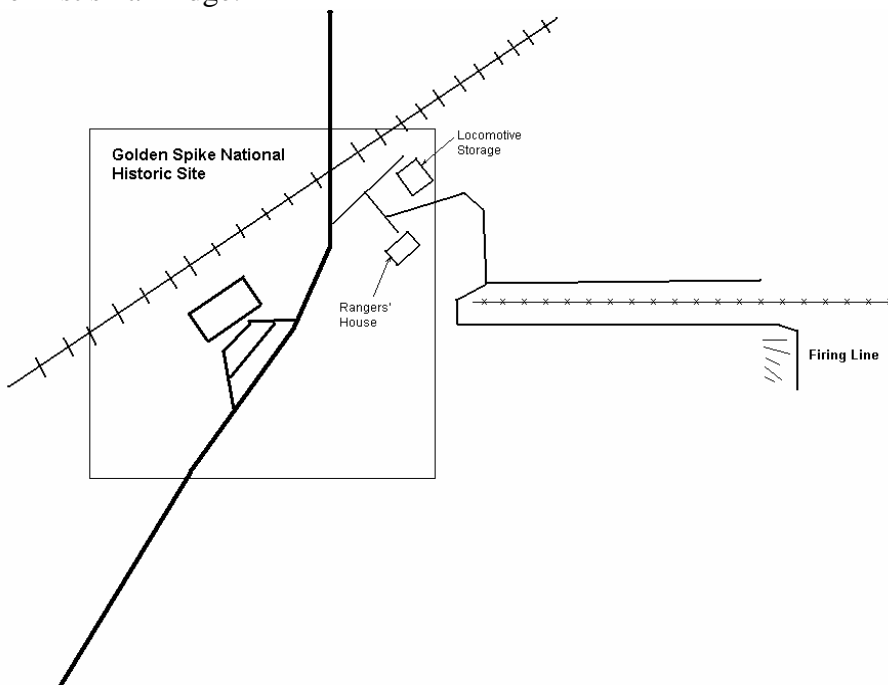 Golden Spike National
Historic Site
Locomotive
Storage
Rangers'
House
Firing Line